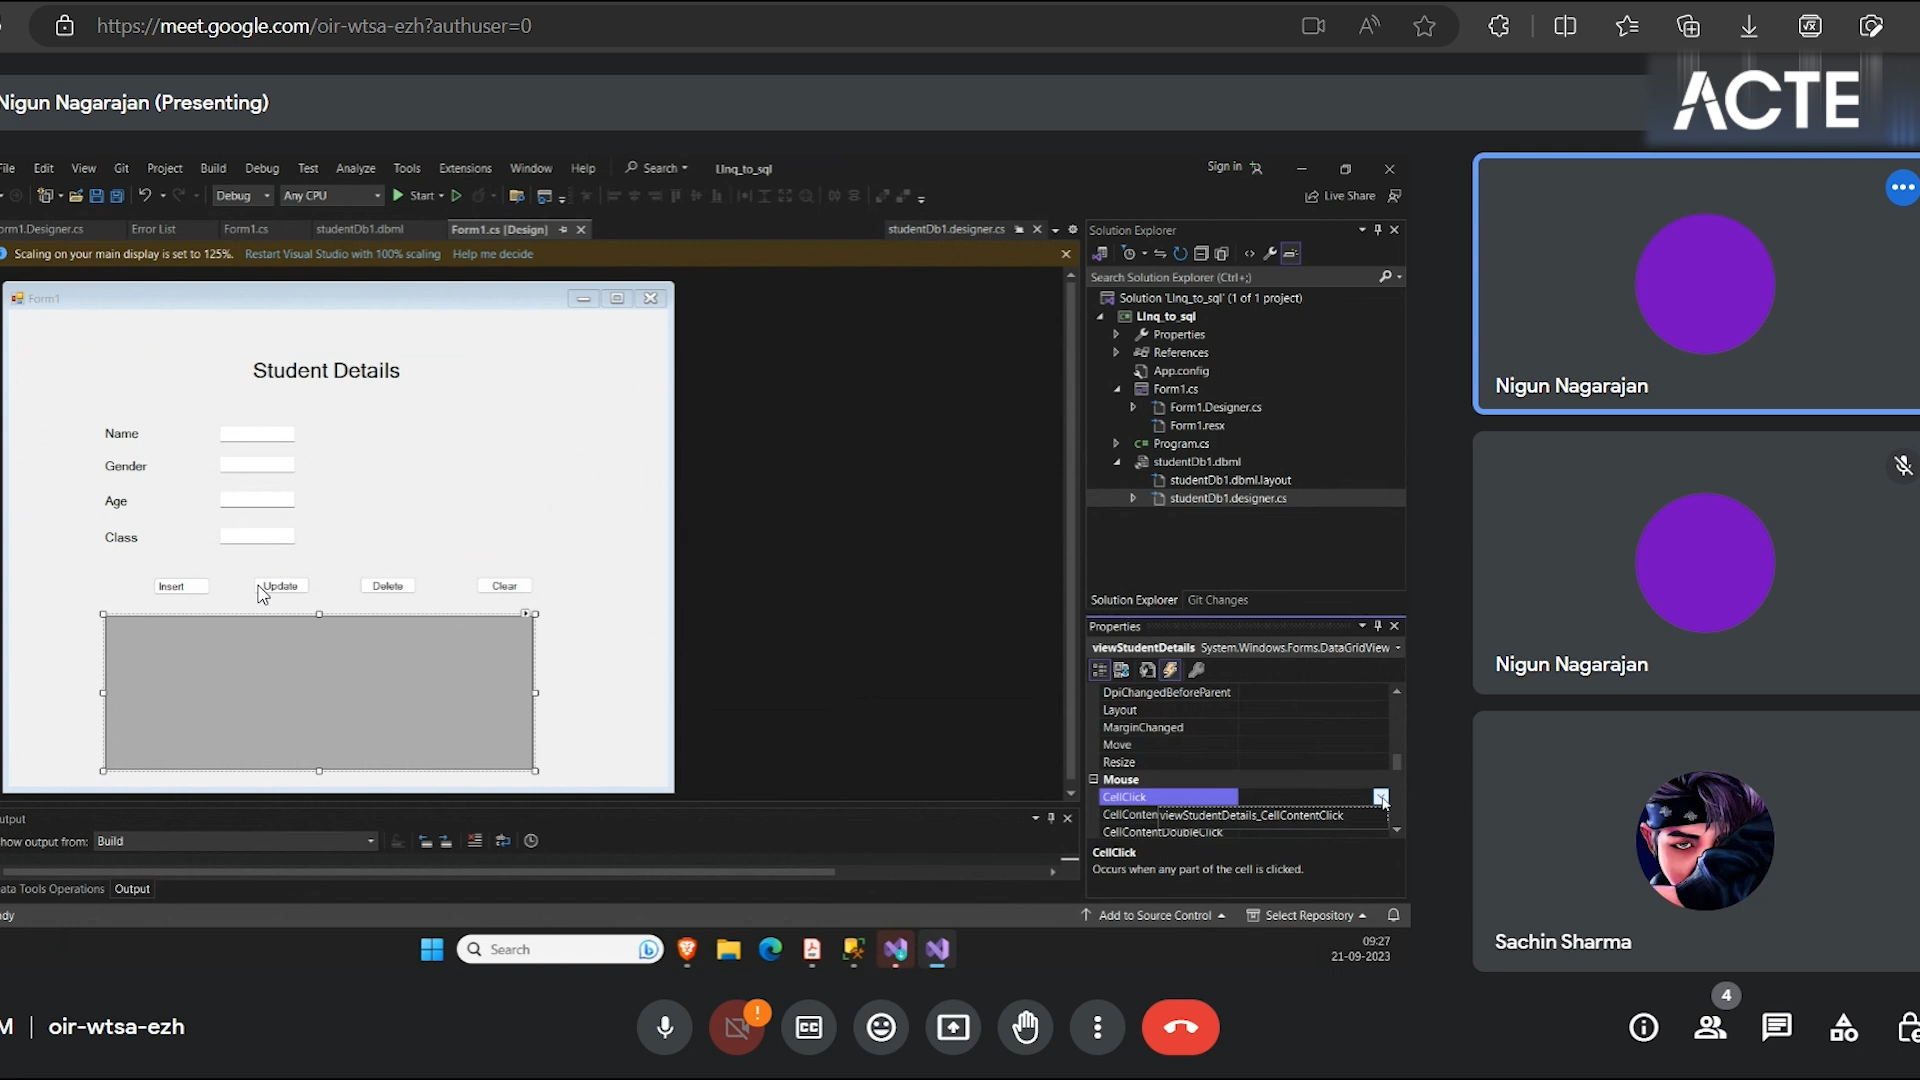 https://meet.google.com/oir-wtsa-ezh?authuser=0
ACTE
Nigun Nagarajan (Presenting)
Edit View Git Project Build Debug Test Analyze Tools Extensions Window Help Search LInq_to_sql Sign in
Debug Any CPU Start Live Share
Error List Form1.cs studentDb1.dbml Form1.cs [Design] studentDb1.designer.cs
Scaling on your main display is set to 125%. Restart Visual Studio with 100% scaling Help me decide
Form1
Student Details
Name
Gender
Age
Class
Insert Update Delete Clear
Solution Explorer
Search Solution Explorer (Ctrl+;)
Solution 'LInq_to_sql' (1 of 1 project)
LInq_to_sql
Properties
References
App.config
Form1.cs
Form1.Designer.cs
Form1.resx
Program.cs
studentDb1.dbml
studentDb1.dbml.layout
studentDb1.designer.cs
Solution Explorer Git Changes
Properties
viewStudentDetails System.Windows.Forms.DataGridView
DpiChangedBeforeParent
Layout
MarginChanged
Move
Resize
Mouse
CellClick
viewStudentDetails_CellContentClick
CellContentDoubleClick
CellClick
Occurs when any part of the cell is clicked.
output from: Build
Tools Operations Output
Add to Source Control Select Repository
Search
09:27
21-09-2023
Nigun Nagarajan
Nigun Nagarajan
Sachin Sharma
M | oir-wtsa-ezh
CC
4